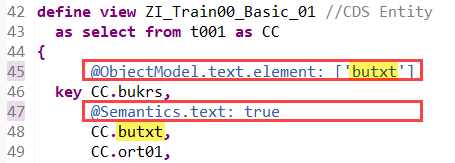 42 define view ZI_Train00_Basic_01 //CDS Entity
43 as select from t001 as CC
44 {
45 @ObjectModel.text.element: ['butxt']
46 key CC.bukrs,
47 @Semantics.text: true
48 CC.butxt,
49 CC.ort01,